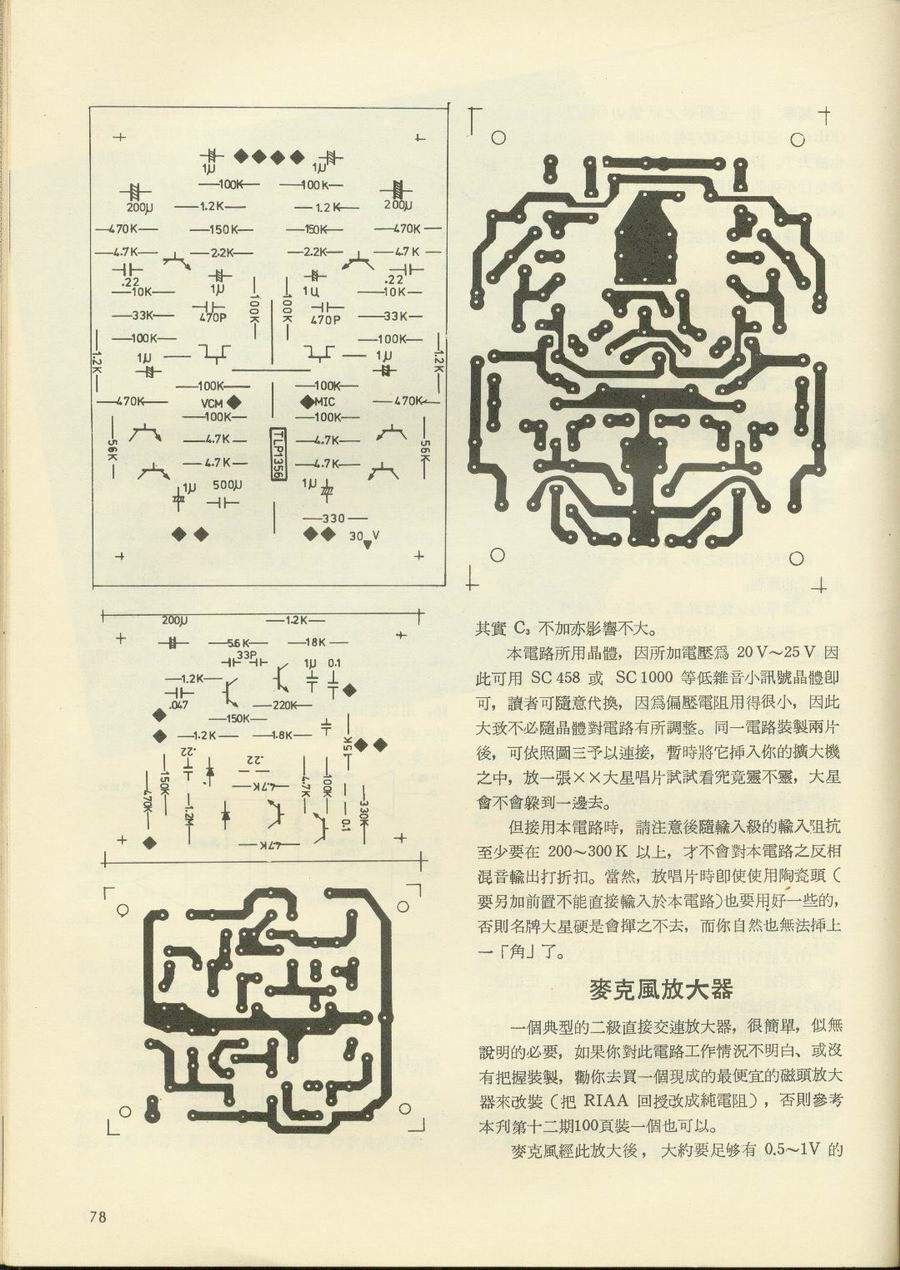 1μ 1μ
100K 100K
200μ 1.2K 1.2K 200μ
470K 150K 150K 470K
4.7K 2.2K 2.2K 4.7K
.22 1μ 1μ .22
10K 100K 100K 10K
33K 470P 470P 33K
100K 100K
1.2K 1μ 1μ 1.2K
100K 100K
470K VCM MIC 470K
100K 100K
56K 4.7K 4.7K 56K
TLP1356
4.7K 4.7K
1μ 500μ 1μ
330
30V
200μ 1.2K
56K 18K
33P
1.2K 1μ 0.1
.047 220K
150K
1.2K 1.8K 15K
.22 .22
470K 150K 1.2M 4.7K 4.7K 100K 0.1 330K
4.7K
其實 C₃ 不加亦影響不大。
本電路所用晶體，因所加電壓爲 20V～25V 因
此可用 SC458 或 SC1000 等低雜音小訊號晶體卽
可，讀者可隨意代換，因爲偏壓電阻用得很小，因此
大致不必隨晶體對電路有所調整。同一電路裝製兩片
後，可依照圖三予以連接，暫時將它揷入你的擴大機
之中，放一張××大星唱片試試看究竟靈不靈，大星
會不會躱到一邊去。
但接用本電路時，請注意後隨輸入級的輸入阻抗
至少要在 200～300K 以上，才不會對本電路之反相
混音輸出打折扣。當然，放唱片時卽使使用陶瓷頭（
要另加前置不能直接輸入於本電路)也要用好一些的，
否則名牌大星硬是會揮之不去，而你自然也無法揷上
一「角」了。
麥克風放大器
一個典型的二級直接交連放大器，很簡單，似無
說明的必要，如果你對此電路工作情況不明白、或沒
有把握裝製，勸你去買一個現成的最便宜的磁頭放大
器來改裝（把 RIAA 回授改成純電阻），否則參考
本刋第十二期100頁裝一個也可以。
麥克風經此放大後，大約要足够有 0.5～1V 的
78